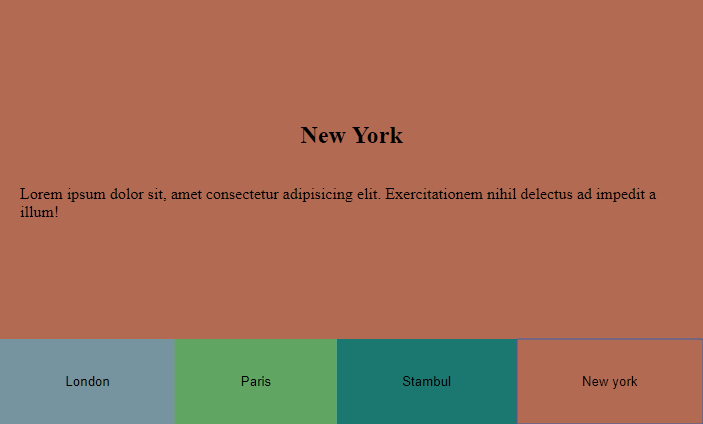 New York
Lorem ipsum dolor sit, amet consectetur adipisicing elit. Exercitationem nihil delectus ad impedit a
illum!
London
Paris
Stambul
New york